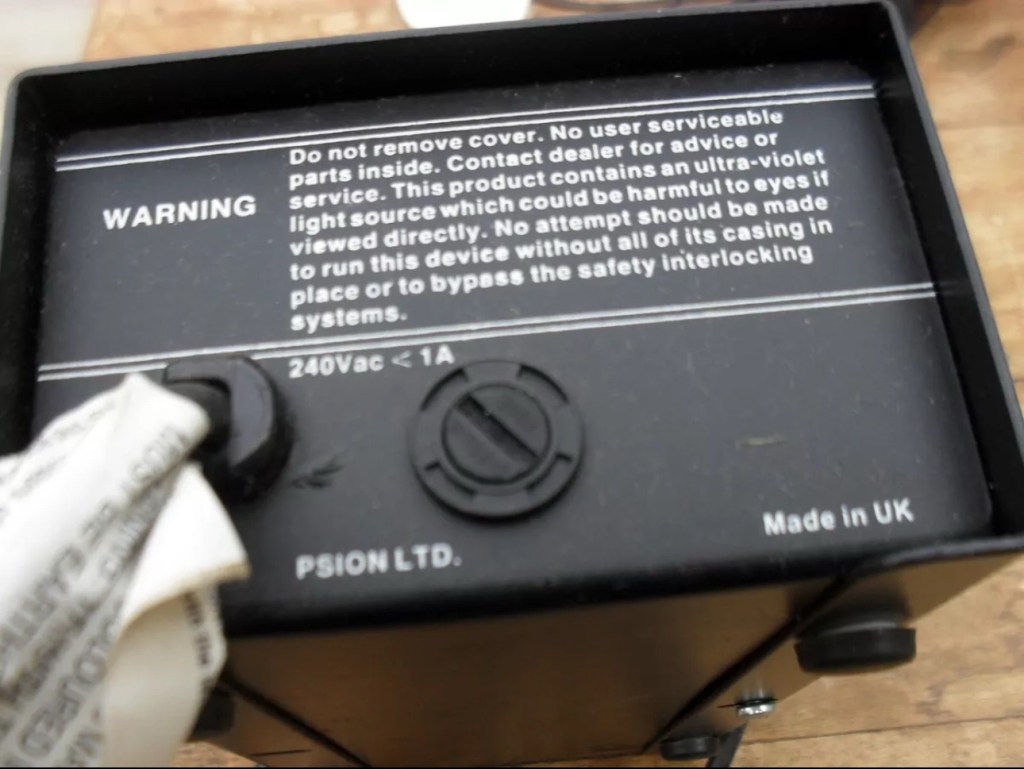 WARNING
Do not remove cover. No user serviceable
parts inside. Contact dealer for advice or
service. This product contains an ultra-violet
light source which could be harmful to eyes if
viewed directly. No attempt should be made
to run this device without all of its casing in
place or to bypass the safety interlocking
systems.
240Vac < 1A
PSION LTD.
Made in UK